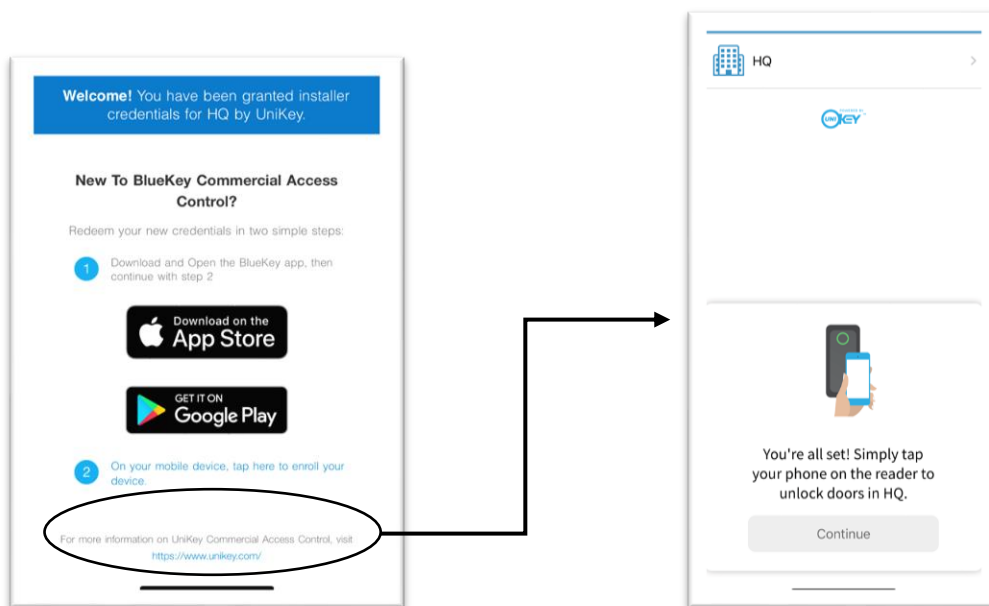 Welcome! You have been granted installer
credentials for HQ by UniKey.
New To BlueKey Commercial Access
Control?
Redeem your new credentials in two simple steps:
1
Download and Open the BlueKey app, then
continue with step 2
Download on the
App Store
GET IT ON
Google Play
2
On your mobile device, tap here to enroll your
device.
For more information on UniKey Commercial Access Control, visit
https://www.unikey.com/
HQ
POWERED BY
UNIKEY
You're all set! Simply tap
your phone on the reader to
unlock doors in HQ.
Continue